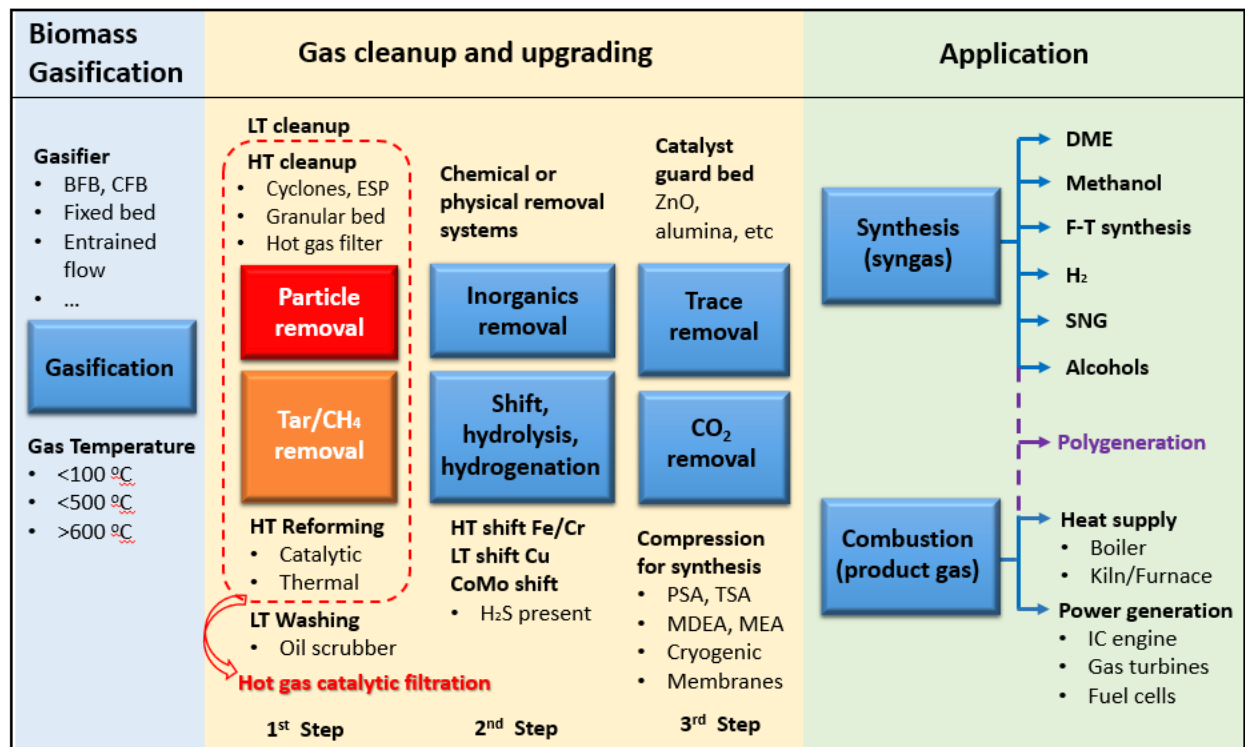 Biomass
Gasification
Gas cleanup and upgrading
Application
Gasifier
• BFB, CFB
• Fixed bed
• Entrained
flow
• ...
Gasification
Gas Temperature
• <100 ºC
• <500 ºC
• >600 ºC
LT cleanup
HT cleanup
• Cyclones, ESP
• Granular bed
• Hot gas filter
Particle
removal
Tar/CH₄
removal
HT Reforming
• Catalytic
• Thermal
LT Washing
• Oil scrubber
Hot gas catalytic filtration
1st Step
Chemical or
physical removal
systems
Inorganics
removal
Shift,
hydrolysis,
hydrogenation
HT shift Fe/Cr
LT shift Cu
CoMo shift
• H₂S present
2nd Step
Catalyst
guard bed
ZnO,
alumina, etc
Trace
removal
CO₂
removal
Compression
for synthesis
• PSA, TSA
• MDEA, MEA
• Cryogenic
• Membranes
3rd Step
Synthesis
(syngas)
DME
Methanol
F-T synthesis
H₂
SNG
Alcohols
Polygeneration
Combustion
(product gas)
Heat supply
• Boiler
• Kiln/Furnace
Power generation
• IC engine
• Gas turbines
• Fuel cells